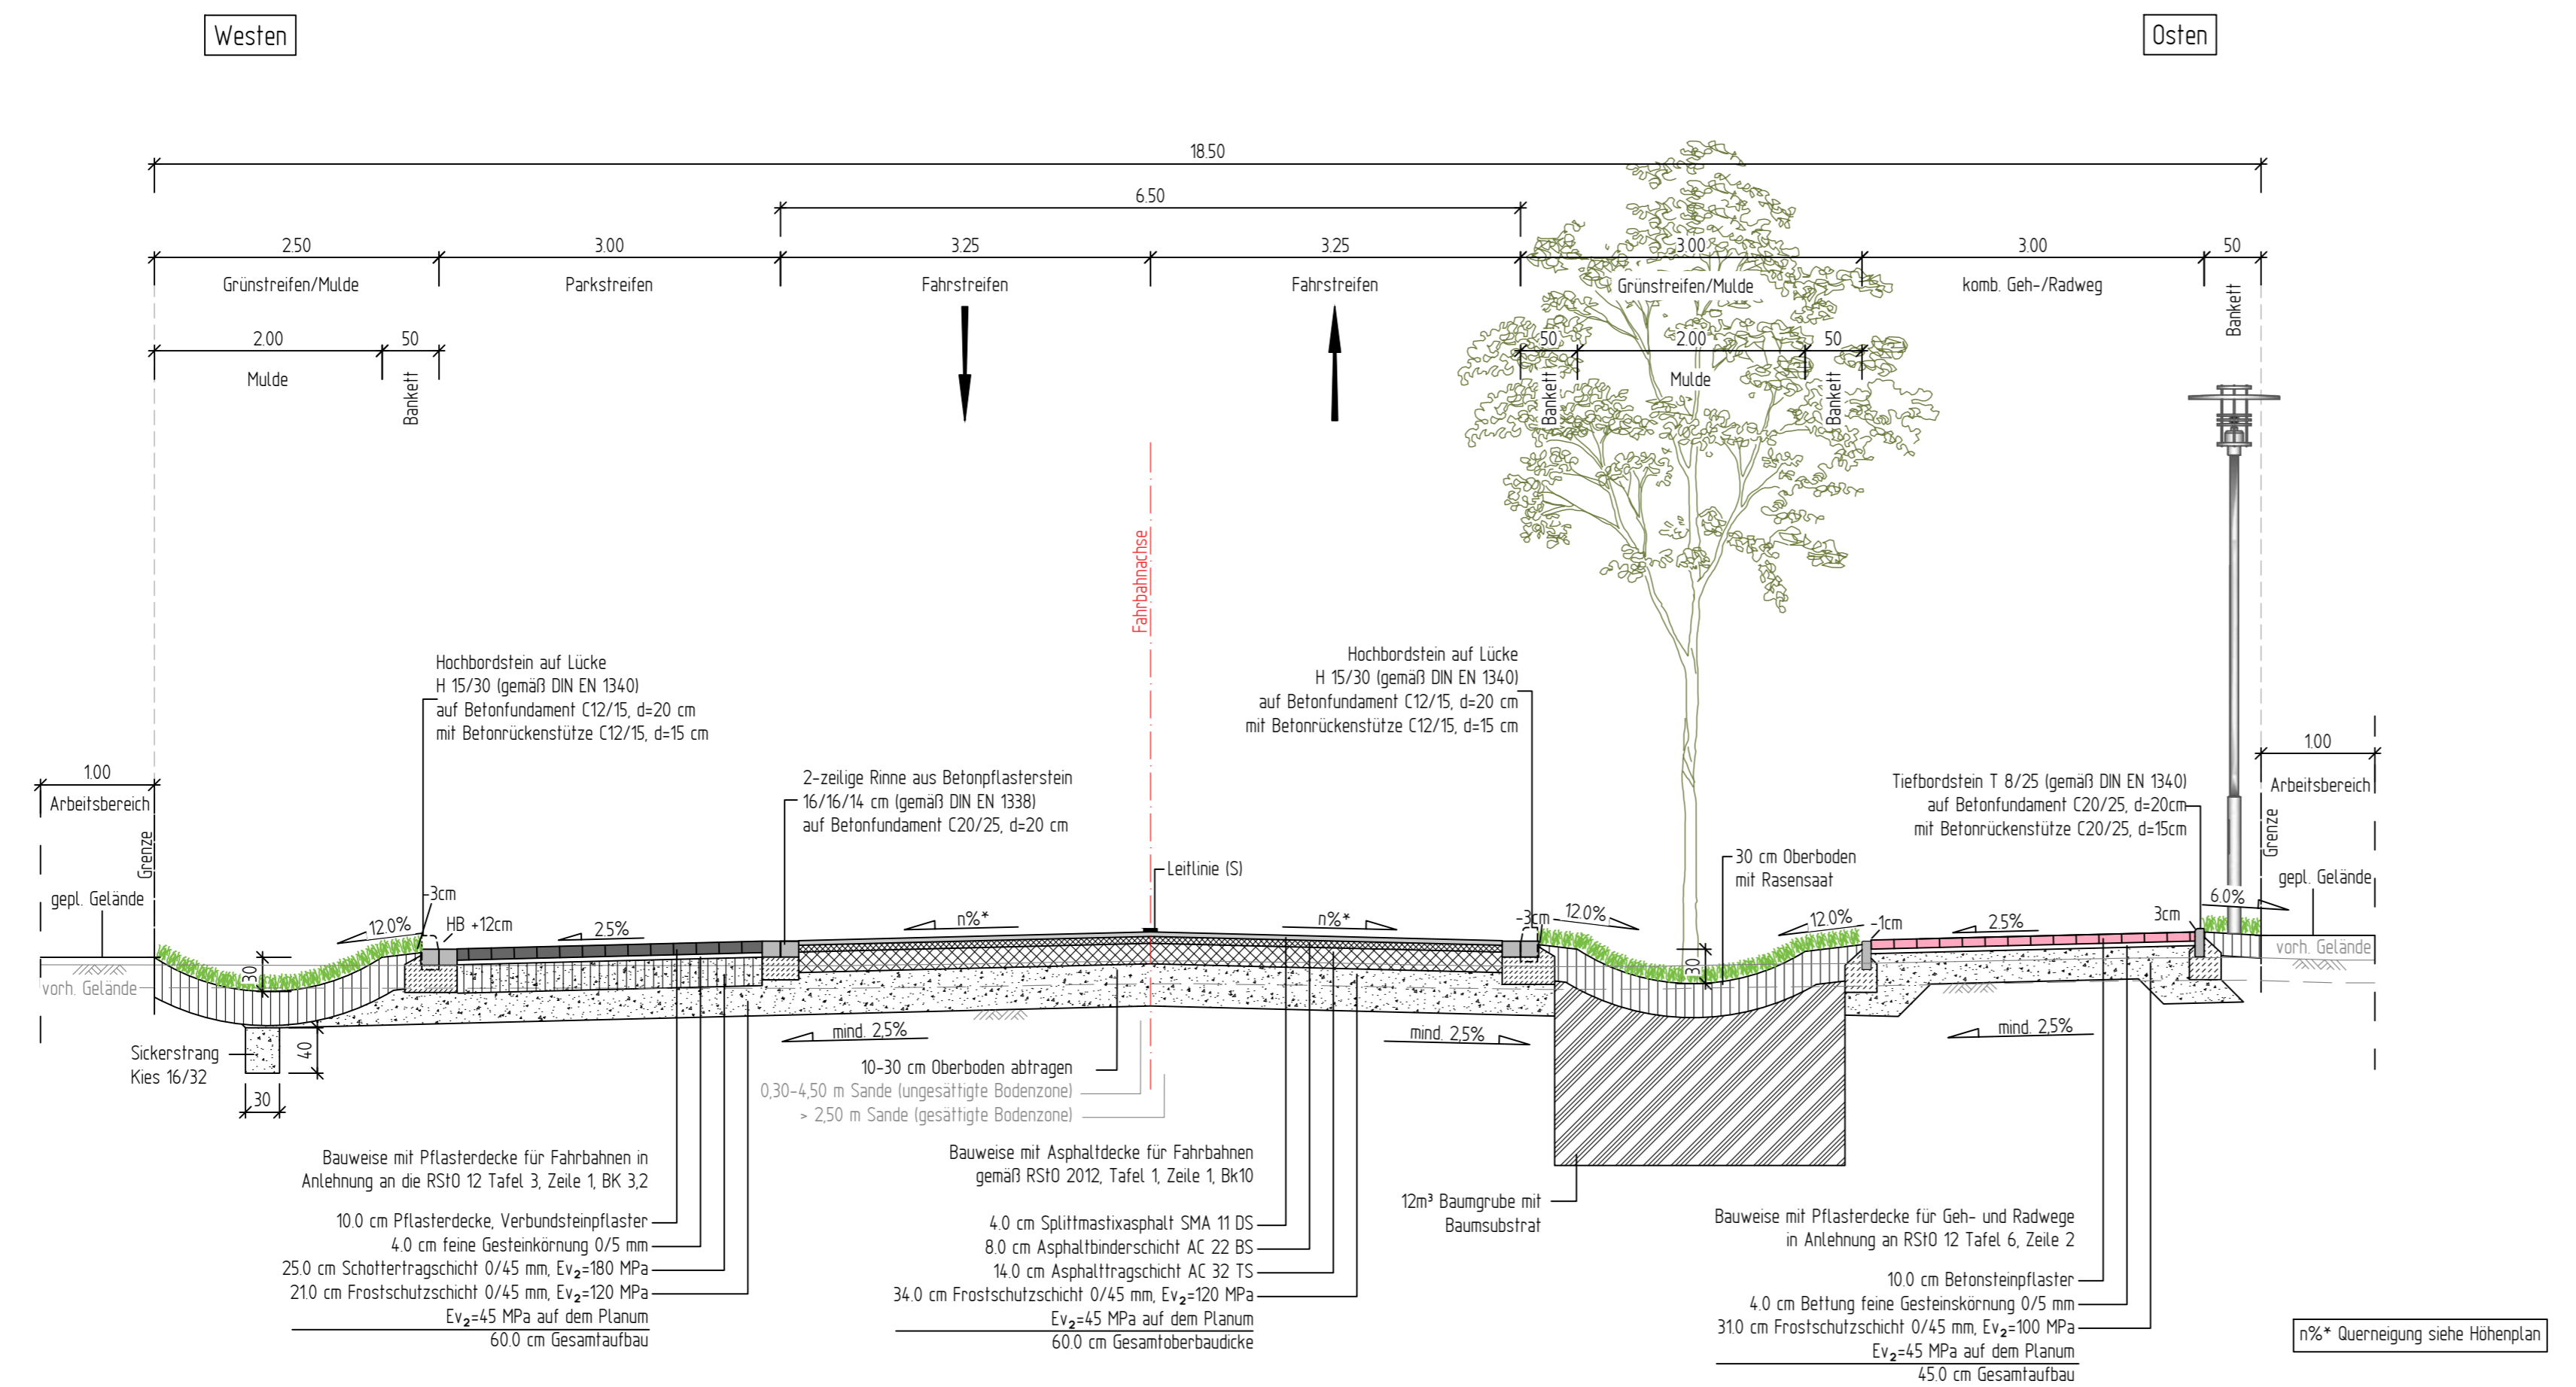 Westen
Osten
18.50
6.50
2.50
3.00
3.25
3.25
3.00
3.00
50
Grünstreifen/Mulde
Parkstreifen
Fahrstreifen
Fahrstreifen
Grünstreifen/Mulde
komb. Geh-/Radweg
Bankett
2.00
50
50
2.00
50
Mulde
Bankett
Bankett
Mulde
Bankett
Fahrbahnachse
Hochbordstein auf Lücke
H 15/30 (gemäß DIN EN 1340)
auf Betonfundament C12/15, d=20 cm
mit Betonrückenstütze C12/15, d=15 cm
Hochbordstein auf Lücke
H 15/30 (gemäß DIN EN 1340)
auf Betonfundament C12/15, d=20 cm
mit Betonrückenstütze C12/15, d=15 cm
2-zeilige Rinne aus Betonpflasterstein
16/16/14 cm (gemäß DIN EN 1338)
auf Betonfundament C20/25, d=20 cm
Tiefbordstein T 8/25 (gemäß DIN EN 1340)
auf Betonfundament C20/25, d=20cm
mit Betonrückenstütze C20/25, d=15cm
1.00
Arbeitsbereich
Grenze
gepl. Gelände
vorh. Gelände
1.00
Arbeitsbereich
Grenze
gepl. Gelände
vorh. Gelände
Leitlinie (S)
30 cm Oberboden
mit Rasensaat
-3cm
HB +12cm
12.0%
2.5%
n%*
n%*
-3cm
12.0%
12.0%
-1cm
2.5%
3cm
6.0%
30
30
Sickerstrang
Kies 16/32
40
30
mind. 2,5%
mind. 2,5%
mind. 2,5%
10-30 cm Oberboden abtragen
0,30-4,50 m Sande (ungesättigte Bodenzone)
> 2,50 m Sande (gesättigte Bodenzone)
Bauweise mit Pflasterdecke für Fahrbahnen in
Anlehnung an die RStO 12 Tafel 3, Zeile 1, BK 3,2
10.0 cm Pflasterdecke, Verbundsteinpflaster
4.0 cm feine Gesteinkörnung 0/5 mm
25.0 cm Schottertragschicht 0/45 mm, Ev₂=180 MPa
21.0 cm Frostschutzschicht 0/45 mm, Ev₂=120 MPa
Ev₂=45 MPa auf dem Planum
60.0 cm Gesamtaufbau
Bauweise mit Asphaltdecke für Fahrbahnen
gemäß RStO 2012, Tafel 1, Zeile 1, Bk10
4.0 cm Splittmastixasphalt SMA 11 DS
8.0 cm Asphaltbinderschicht AC 22 BS
14.0 cm Asphalttragschicht AC 32 TS
34.0 cm Frostschutzschicht 0/45 mm, Ev₂=120 MPa
Ev₂=45 MPa auf dem Planum
60.0 cm Gesamtoberbaudicke
12m³ Baumgrube mit
Baumsubstrat
Bauweise mit Pflasterdecke für Geh- und Radwege
in Anlehnung an RStO 12 Tafel 6, Zeile 2
10.0 cm Betonsteinpflaster
4.0 cm Bettung feine Gesteinskörnung 0/5 mm
31.0 cm Frostschutzschicht 0/45 mm, Ev₂=100 MPa
Ev₂=45 MPa auf dem Planum
45.0 cm Gesamtaufbau
n%* Querneigung siehe Höhenplan